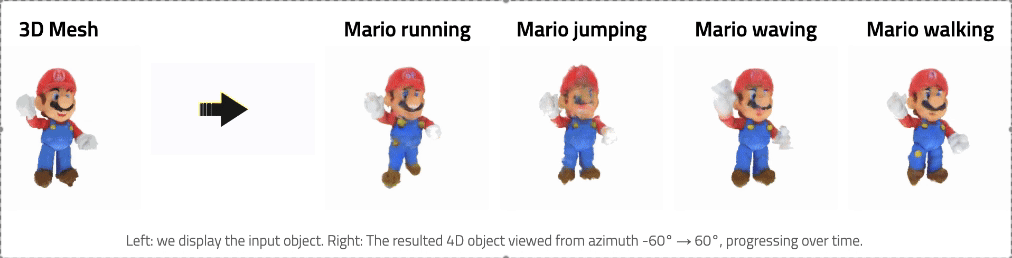 3D Mesh
Mario running
Mario jumping
Mario waving
Mario walking
Left: we display the input object. Right: The resulted 4D object viewed from azimuth -60° → 60°, progressing over time.